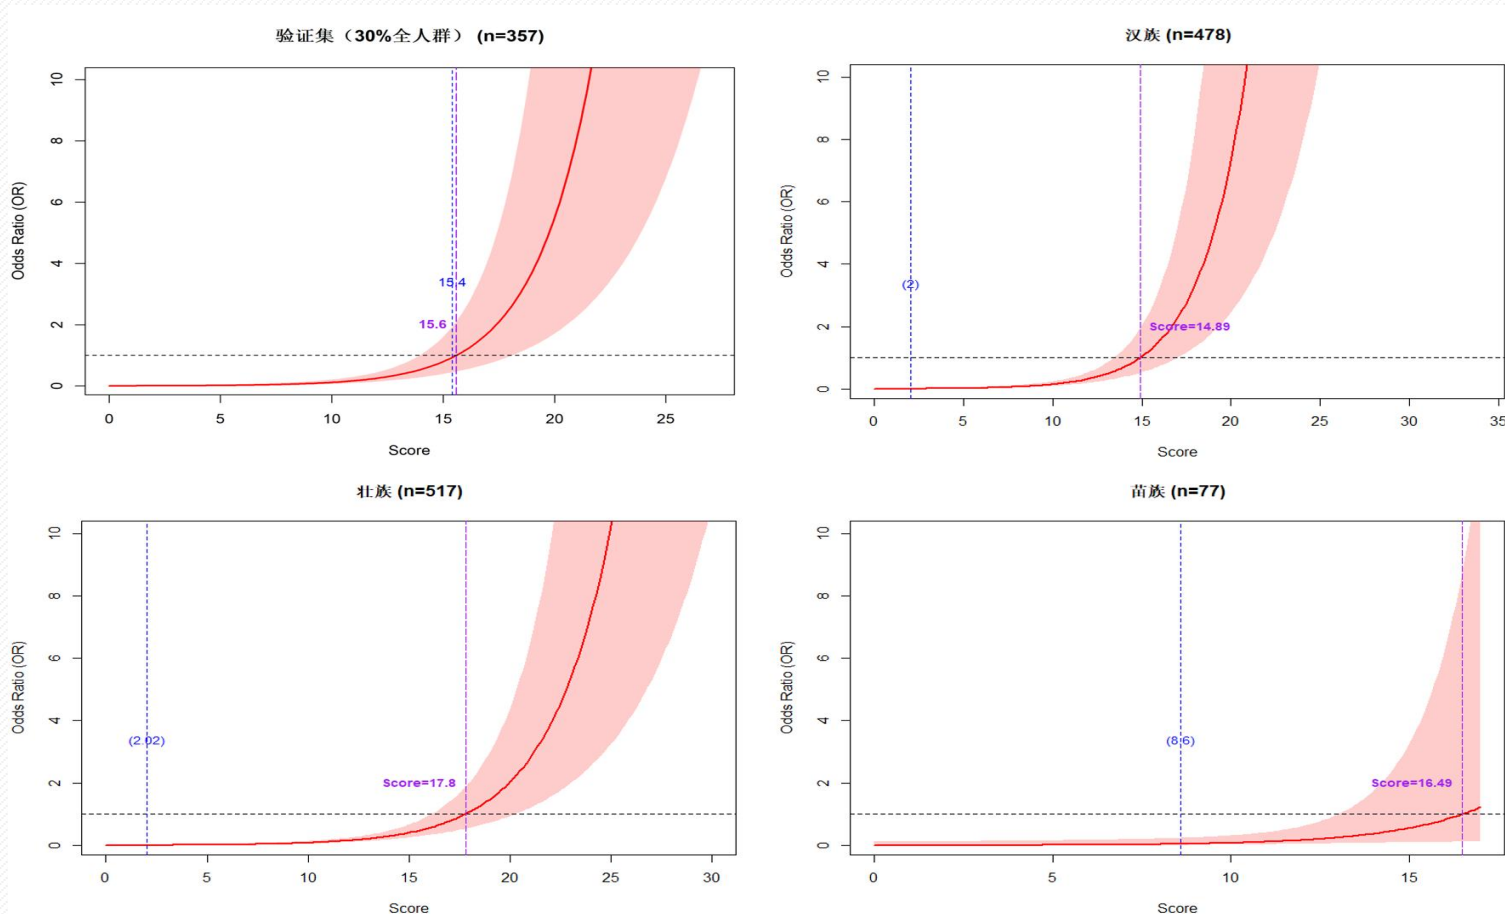 验证集（30%全人群） (n=357)
Odds Ratio (OR)
10
8
6
4
2
0
15.4
15.6
0 5 10 15 20 25
Score
汉族 (n=478)
Odds Ratio (OR)
10
8
6
4
2
0
(2)
Score=14.89
0 5 10 15 20 25 30 35
Score
壮族 (n=517)
Odds Ratio (OR)
10
8
6
4
2
0
(2.02)
Score=17.8
0 5 10 15 20 25 30
Score
苗族 (n=77)
Odds Ratio (OR)
10
8
6
4
2
0
(8.6)
Score=16.49
0 5 10 15
Score